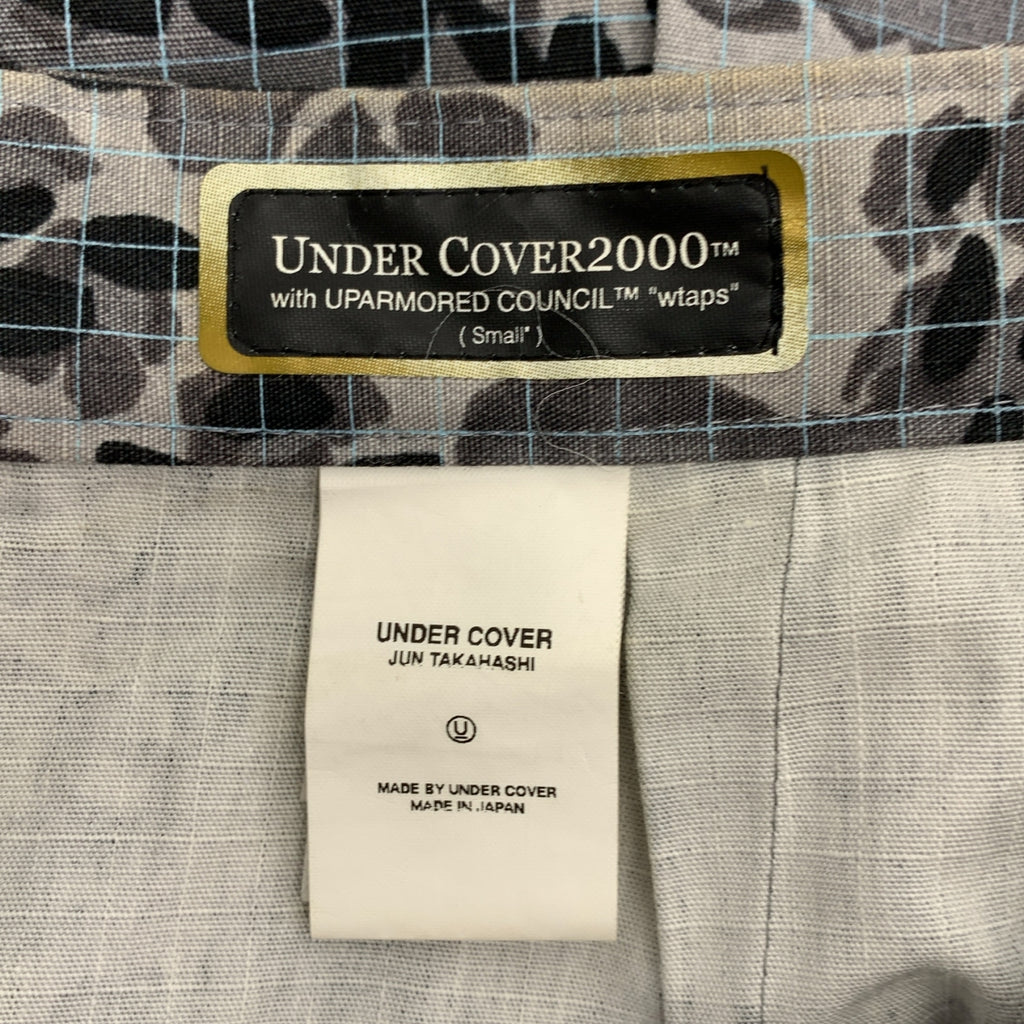 UNDER COVER2000™
with UPARMORED COUNCIL™ "wtaps"
( Small" )
UNDER COVER
JUN TAKAHASHI
U
MADE BY UNDER COVER
MADE IN JAPAN